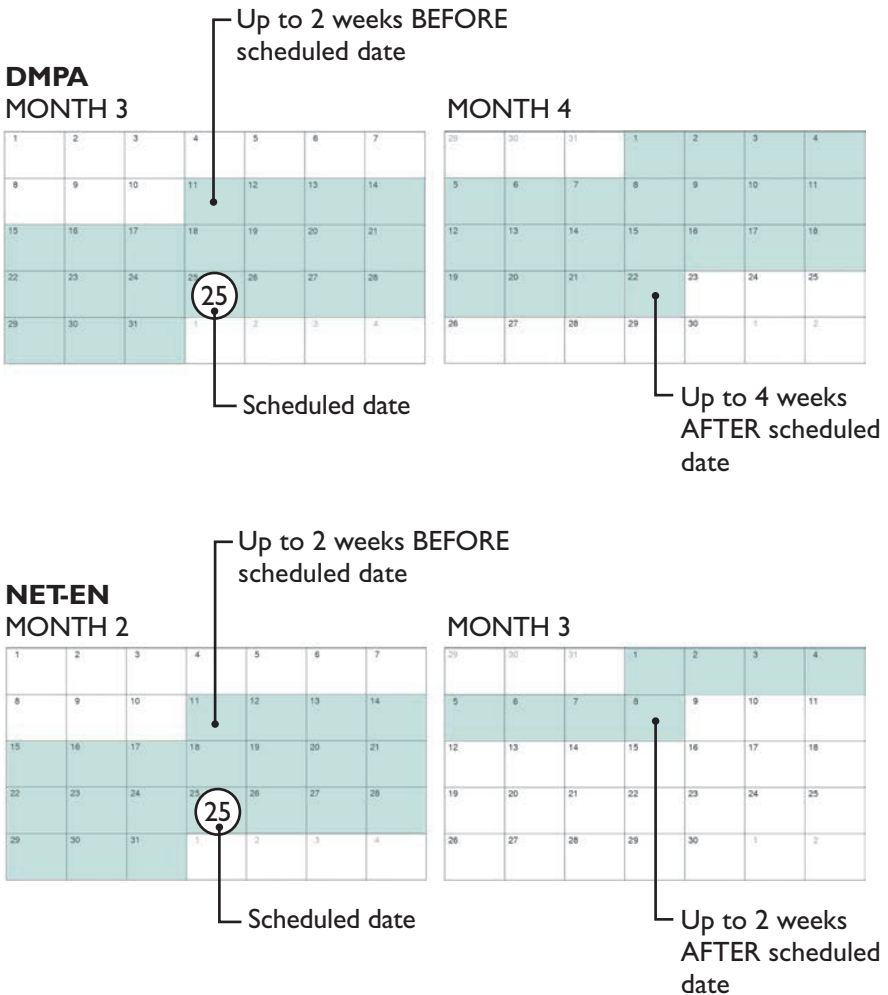 Up to 2 weeks BEFORE
scheduled date
DMPA
MONTH 3
1 2 3 4 5 6 7
8 9 10 11 12 13 14
15 16 17 18 19 20 21
22 23 24 25 26 27 28
25
29 30 31 1 2 3 4
Scheduled date
MONTH 4
29 30 31 1 2 3 4
5 6 7 8 9 10 11
12 13 14 15 16 17 18
19 20 21 22 23 24 25
26 27 28 29 30 1 2
Up to 4 weeks
AFTER scheduled
date
Up to 2 weeks BEFORE
scheduled date
NET-EN
MONTH 2
1 2 3 4 5 6 7
8 9 10 11 12 13 14
15 16 17 18 19 20 21
22 23 24 25 26 27 28
25
29 30 31 1 2 3 4
Scheduled date
MONTH 3
29 30 31 1 2 3 4
5 6 7 8 9 10 11
12 13 14 15 16 17 18
19 20 21 22 23 24 25
26 27 28 29 30 1 2
Up to 2 weeks
AFTER scheduled
date